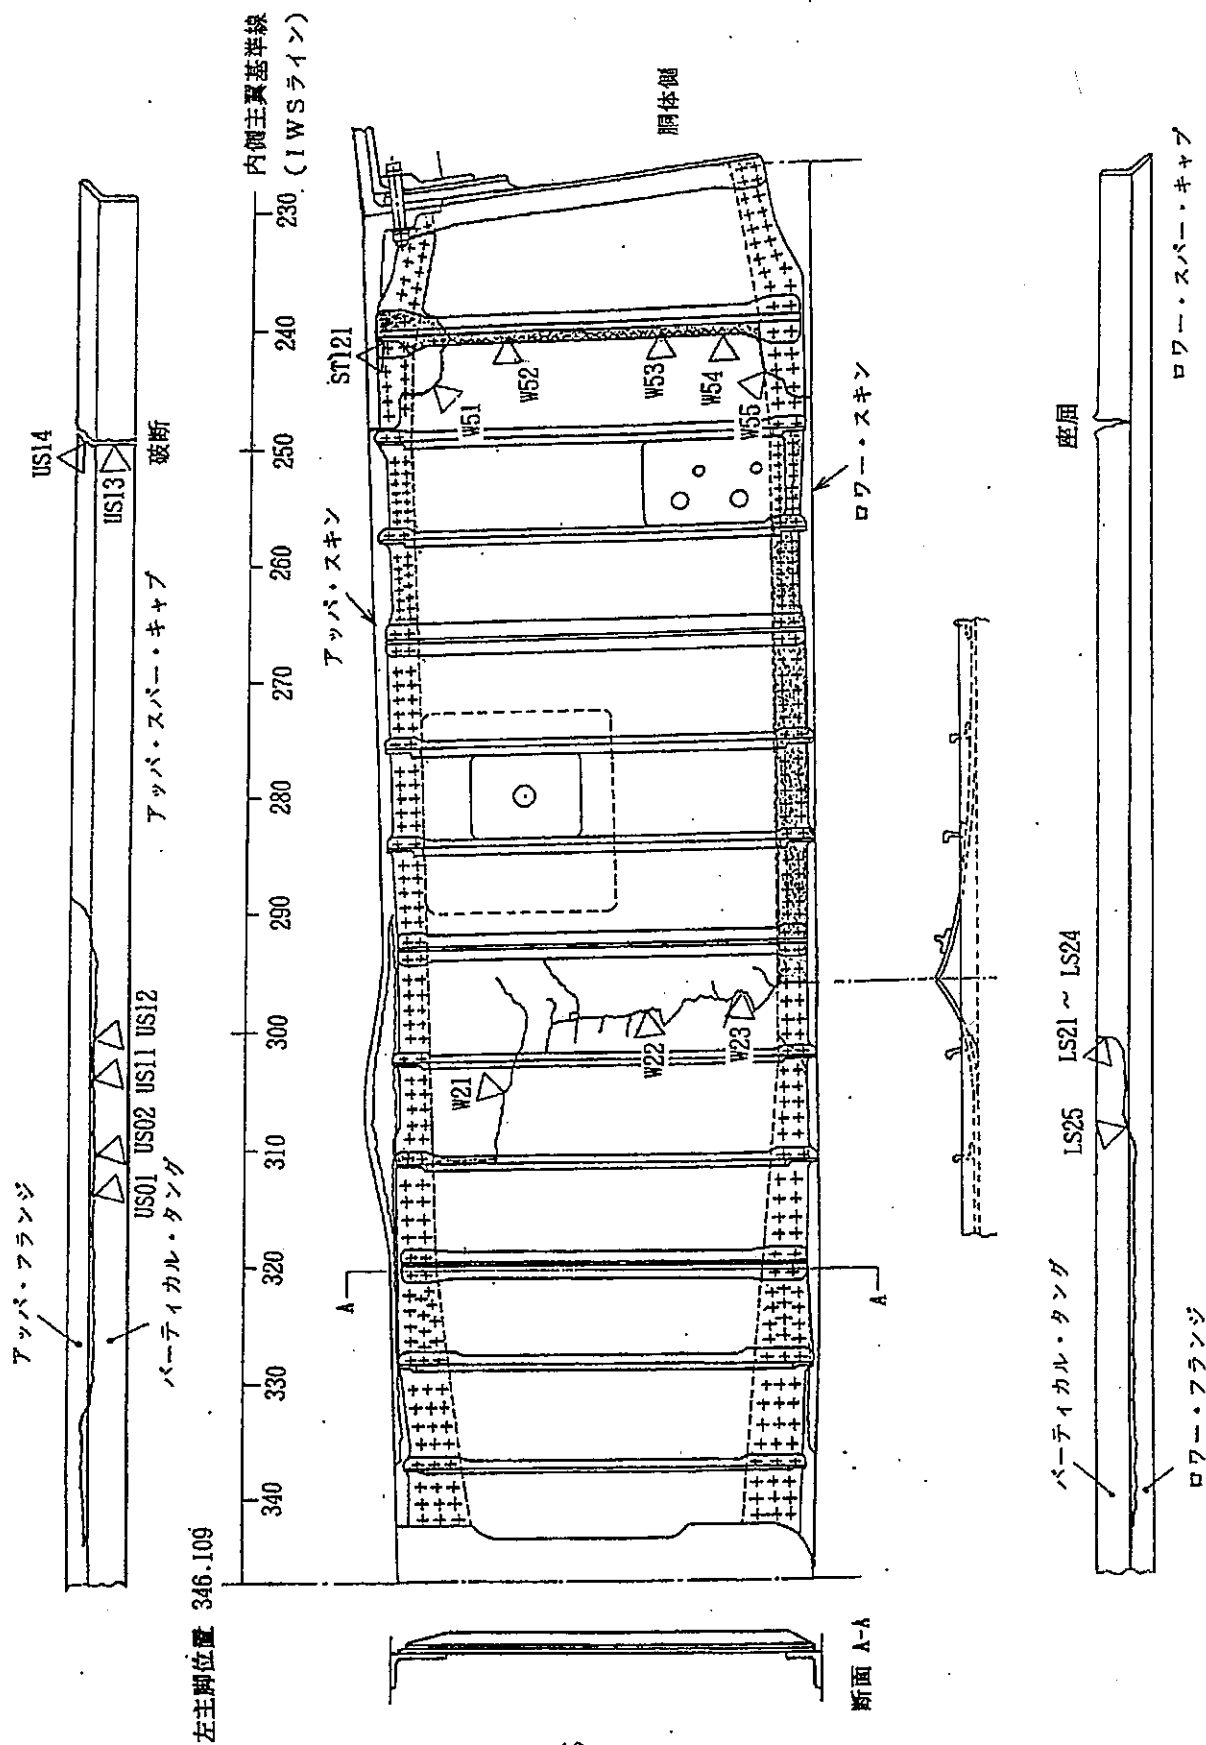 アッパ・フランジ
バーティカル・タング
US01 US02 US11 US12
アッパー・スパー・キャブ
US14
US13
破断
左主脚位置 346.109
340
330
320
310
300
290
280
270
260
250
240
230
内側主翼基準線
(IWSライン)
アッパ・スキン
ST121
W51
W52
W53
W54
W55
胴体側
W21
W22
W23
A
A
ロワー・スキン
断面 A-A
バーティカル・タング
ロワー・フランジ
LS25
LS21 ~ LS24
座屈
ロワー・スパー・キャブ